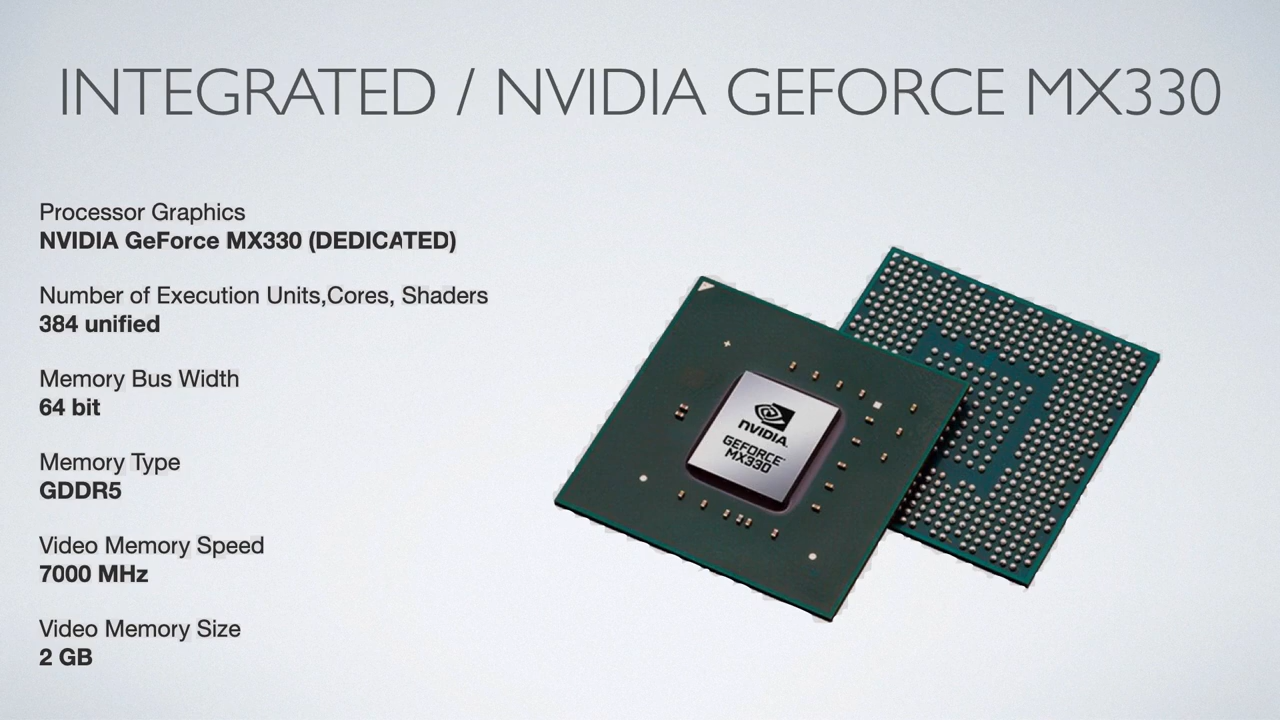 INTEGRATED / NVIDIA GEFORCE MX330
Processor Graphics
NVIDIA GeForce MX330 (DEDICATED)
Number of Execution Units,Cores, Shaders
384 unified
Memory Bus Width
64 bit
Memory Type
GDDR5
Video Memory Speed
7000 MHz
Video Memory Size
2 GB
NVIDIA.
GEFORCE
MX330